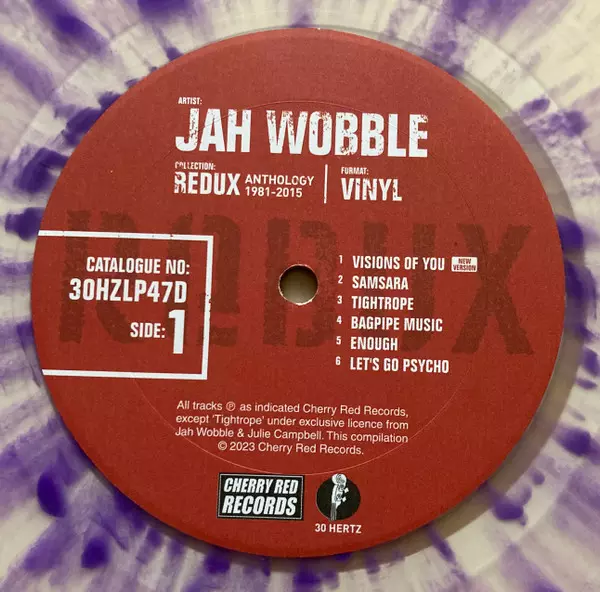 ARTIST:
JAH WOBBLE
COLLECTION:
REDUX ANTHOLOGY 1981-2015
FORMAT:
VINYL
REDUX
CATALOGUE NO:
30HZLP47D
SIDE: 1
1 VISIONS OF YOU NEW VERSION
2 SAMSARA
3 TIGHTROPE
4 BAGPIPE MUSIC
5 ENOUGH
6 LET'S GO PSYCHO
All tracks ℗ as indicated Cherry Red Records,
except 'Tightrope' under exclusive licence from
Jah Wobble & Julie Campbell. This compilation
© 2023 Cherry Red Records.
CHERRY RED
RECORDS
30 HERTZ